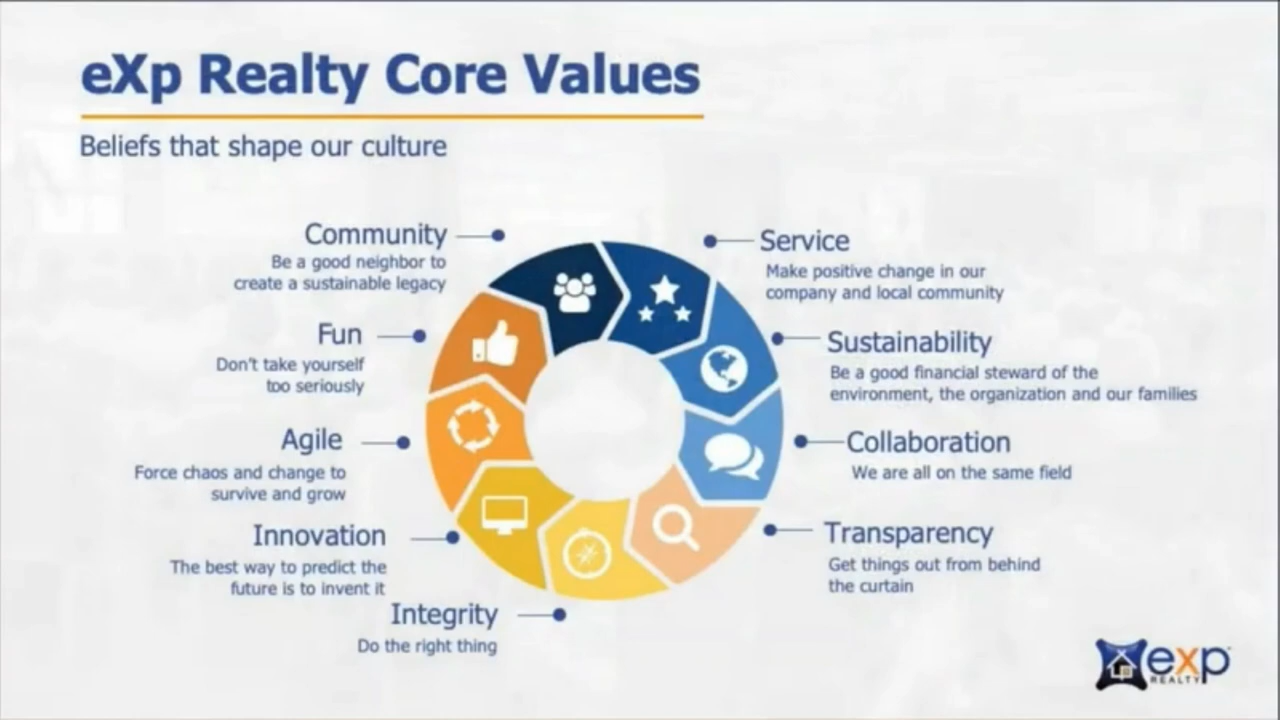 eXp Realty Core Values
Beliefs that shape our culture
Community
Be a good neighbor to
create a sustainable legacy
Fun
Don't take yourself
too seriously
Agile
Force chaos and change to
survive and grow
Innovation
The best way to predict the
future is to invent it
Integrity
Do the right thing
Service
Make positive change in our
company and local community
Sustainability
Be a good financial steward of the
environment, the organization and our families
Collaboration
We are all on the same field
Transparency
Get things out from behind
the curtain
exp
REALTY